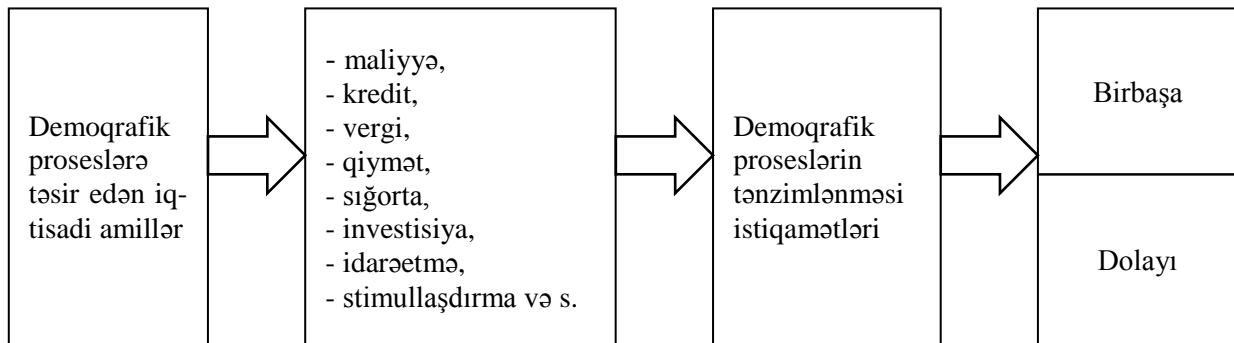 Demoqrafik
proseslərə
təsir edən iq-
tisadi amillər
- maliyyə,
- kredit,
- vergi,
- qiymət,
- sığorta,
- investisiya,
- idarəetmə,
- stimullaşdırma və s.
Demoqrafik
proseslərin
tənzimlənməsi
istiqamətləri
Birbaşa
Dolayı